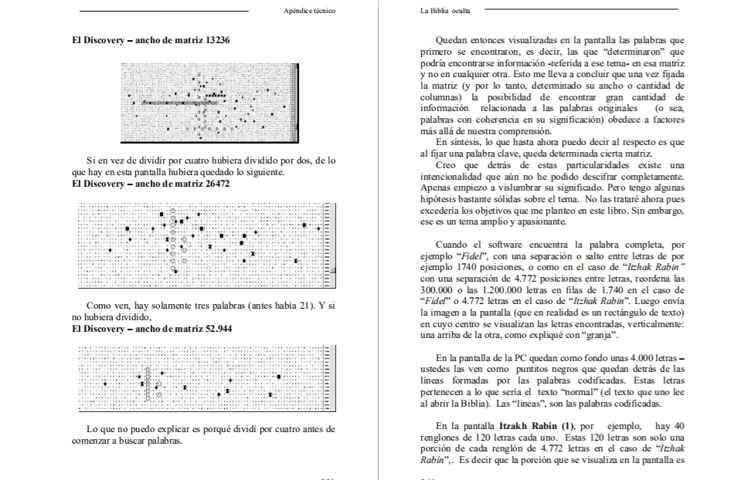 Apéndice técnico
El Discovery – ancho de matriz 13236
Si en vez de dividir por cuatro hubiera dividido por dos, de lo
que hay en esta pantalla hubiera quedado lo siguiente.
El Discovery – ancho de matriz 26472
Como ven, hay solamente tres palabras (antes había 21). Y si
no hubiera dividido,
El Discovery – ancho de matriz 52.944
Lo que no puedo explicar es porqué dividí por cuatro antes de
comenzar a buscar palabras.
La Biblia oculta
Quedan entonces visualizadas en la pantalla las palabras que
primero se encontraron, es decir, las que “determinaron” que
podría encontrarse información -referida a ese tema- en esa matriz
y no en cualquier otra. Esto me lleva a concluir que una vez fijada
la matriz (y por lo tanto, determinado su ancho o cantidad de
columnas) la posibilidad de encontrar gran cantidad de
información relacionada a las palabras originales (o sea,
palabras con coherencia en su significación) obedece a factores
más allá de nuestra comprensión.
En síntesis, lo que hasta ahora puedo decir al respecto es que
al fijar una palabra clave, queda determinada cierta matriz.
Creo que detrás de estas particularidades existe una
intencionalidad que aún no he podido descifrar completamente.
Apenas empiezo a vislumbrar su significado. Pero tengo algunas
hipótesis bastante sólidas sobre el tema. No las trataré ahora pues
excedería los objetivos que me planteo en este libro. Sin embargo,
ese es un tema amplio y apasionante.
Cuando el software encuentra la palabra completa, por
ejemplo “Fidel”, con una separación o salto entre letras de por
ejemplo 1740 posiciones, o como en el caso de “Itzhak Rabin”
con una separación de 4.772 posiciones entre letras, reordena las
300.000 o las 1.200.000 letras en filas de 1.740 en el caso de
“Fidel” o 4.772 letras en el caso de “Itzhak Rabin”. Luego envía
la imagen a la pantalla (que en realidad es un rectángulo de texto)
en cuyo centro se visualizan las letras encontradas, verticalmente:
una arriba de la otra, como expliqué con “granja”.
En la pantalla de la PC quedan como fondo unas 4.000 letras –
ustedes las ven como puntitos negros que quedan detrás de las
líneas formadas por las palabras codificadas. Estas letras
pertenecen a lo que sería el texto “normal” (el texto que uno lee
al abrir la Biblia). Las “líneas”, son las palabras codificadas.
En la pantalla Itzakh Rabin (1), por ejemplo, hay 40
renglones de 120 letras cada uno. Estas 120 letras son solo una
porción de cada renglón de 4.772 letras en el caso de “Itzhak
Rabin”,. Es decir que la porción que se visualiza en la pantalla es